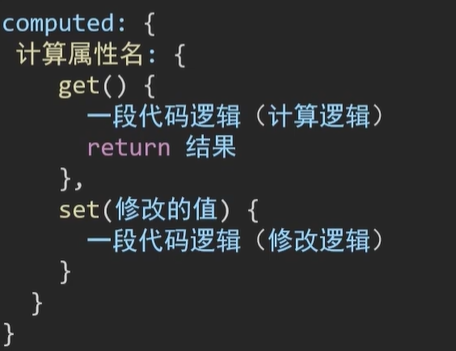 computed: {
 计算属性名: {
    get() {
      一段代码逻辑（计算逻辑）
      return 结果
    },
    set(修改的值) {
      一段代码逻辑（修改逻辑）
    }
  }
}